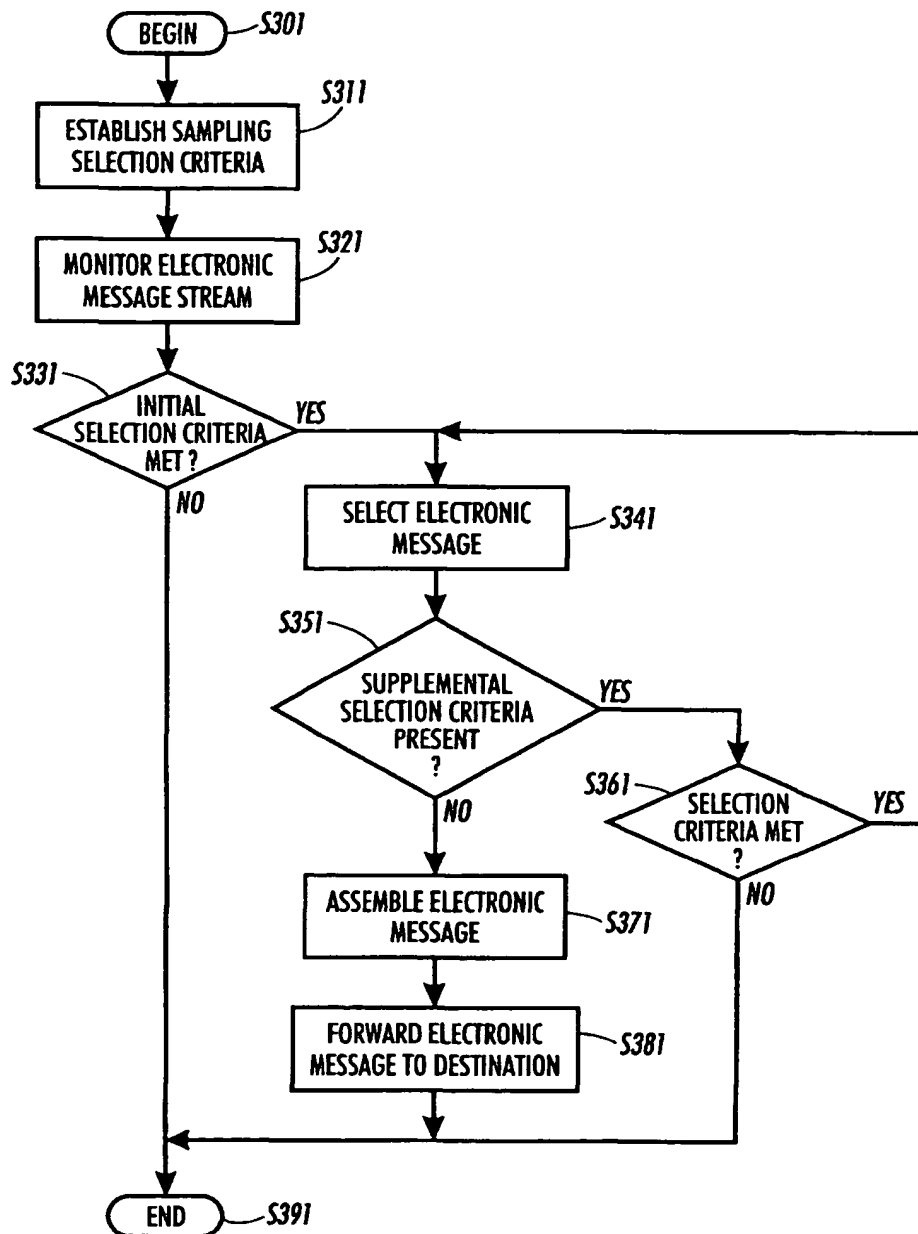 BEGIN
S301
S311
ESTABLISH SAMPLING
SELECTION CRITERIA
S321
MONITOR ELECTRONIC
MESSAGE STREAM
S331
INITIAL
SELECTION CRITERIA
MET ?
YES
NO
SELECT ELECTRONIC
MESSAGE
S341
S351
SUPPLEMENTAL
SELECTION CRITERIA
PRESENT
?
YES
NO
S361
SELECTION
CRITERIA MET
?
YES
NO
ASSEMBLE ELECTRONIC
MESSAGE
S371
FORWARD ELECTRONIC
MESSAGE TO DESTINATION
S381
END
S391